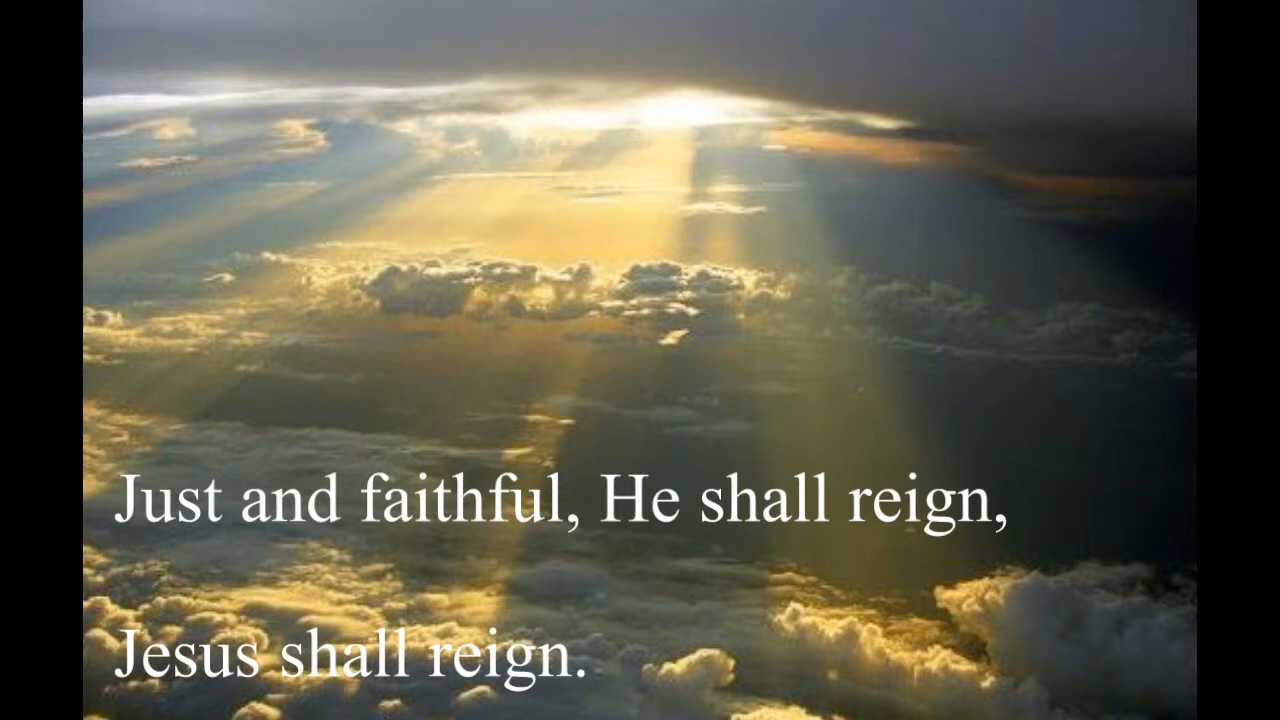 Just and faithful, He shall reign,
Jesus shall reign.